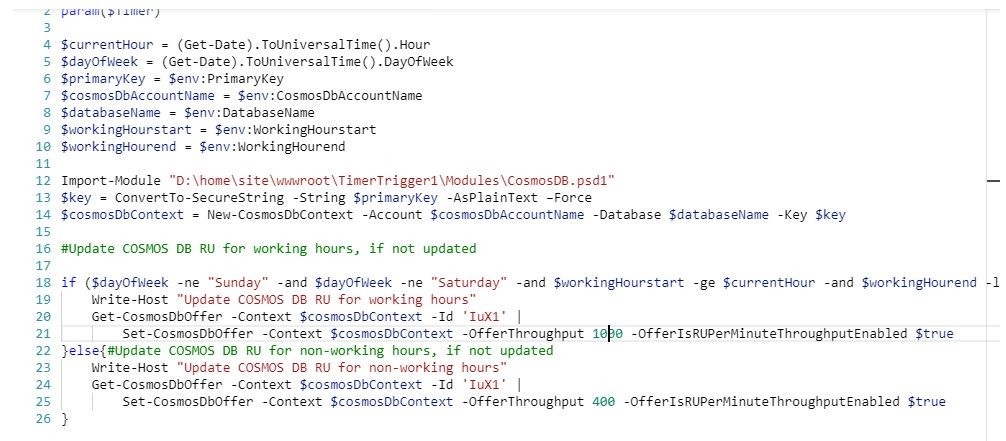 2 param($Timer)
3
4 $currentHour = (Get-Date).ToUniversalTime().Hour
5 $dayOfWeek = (Get-Date).ToUniversalTime().DayOfWeek
6 $primaryKey = $env:PrimaryKey
7 $cosmosDbAccountName = $env:CosmosDbAccountName
8 $databaseName = $env:DatabaseName
9 $workingHourstart = $env:WorkingHourstart
10 $workingHourend = $env:WorkingHourend
11
12 Import-Module "D:\home\site\wwwroot\TimerTrigger1\Modules\CosmosDB.psd1"
13 $key = ConvertTo-SecureString -String $primaryKey -AsPlainText –Force
14 $cosmosDbContext = New-CosmosDbContext -Account $cosmosDbAccountName -Database $databaseName -Key $key
15
16 #Update COSMOS DB RU for working hours, if not updated
17
18 if ($dayOfWeek -ne "Sunday" -and $dayOfWeek -ne "Saturday" -and $workingHourstart -ge $currentHour -and $workingHourend -l
19     Write-Host "Update COSMOS DB RU for working hours"
20     Get-CosmosDbOffer -Context $cosmosDbContext -Id 'IuX1' |
21         Set-CosmosDbOffer -Context $cosmosDbContext -OfferThroughput 1000 -OfferIsRUPerMinuteThroughputEnabled $true
22 }else{#Update COSMOS DB RU for non-working hours, if not updated
23     Write-Host "Update COSMOS DB RU for non-working hours"
24     Get-CosmosDbOffer -Context $cosmosDbContext -Id 'IuX1' |
25         Set-CosmosDbOffer -Context $cosmosDbContext -OfferThroughput 400 -OfferIsRUPerMinuteThroughputEnabled $true
26 }